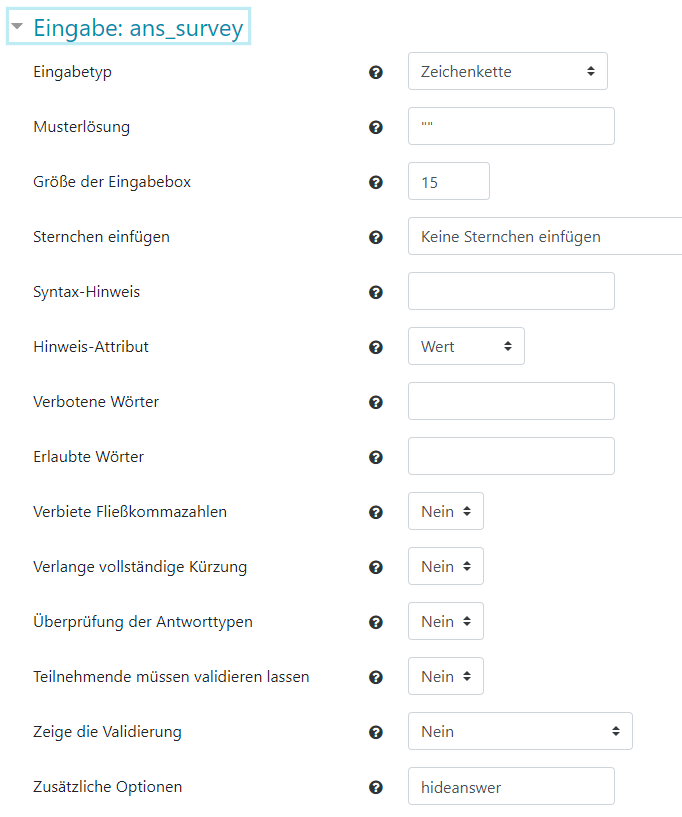 Eingabe: ans_survey
Eingabetyp Zeichenkette
Musterlösung ""
Größe der Eingabebox 15
Sternchen einfügen Keine Sternchen einfügen
Syntax-Hinweis
Hinweis-Attribut Wert
Verbotene Wörter
Erlaubte Wörter
Verbiete Fließkommazahlen Nein
Verlange vollständige Kürzung Nein
Überprüfung der Antworttypen Nein
Teilnehmende müssen validieren lassen Nein
Zeige die Validierung Nein
Zusätzliche Optionen hideanswer